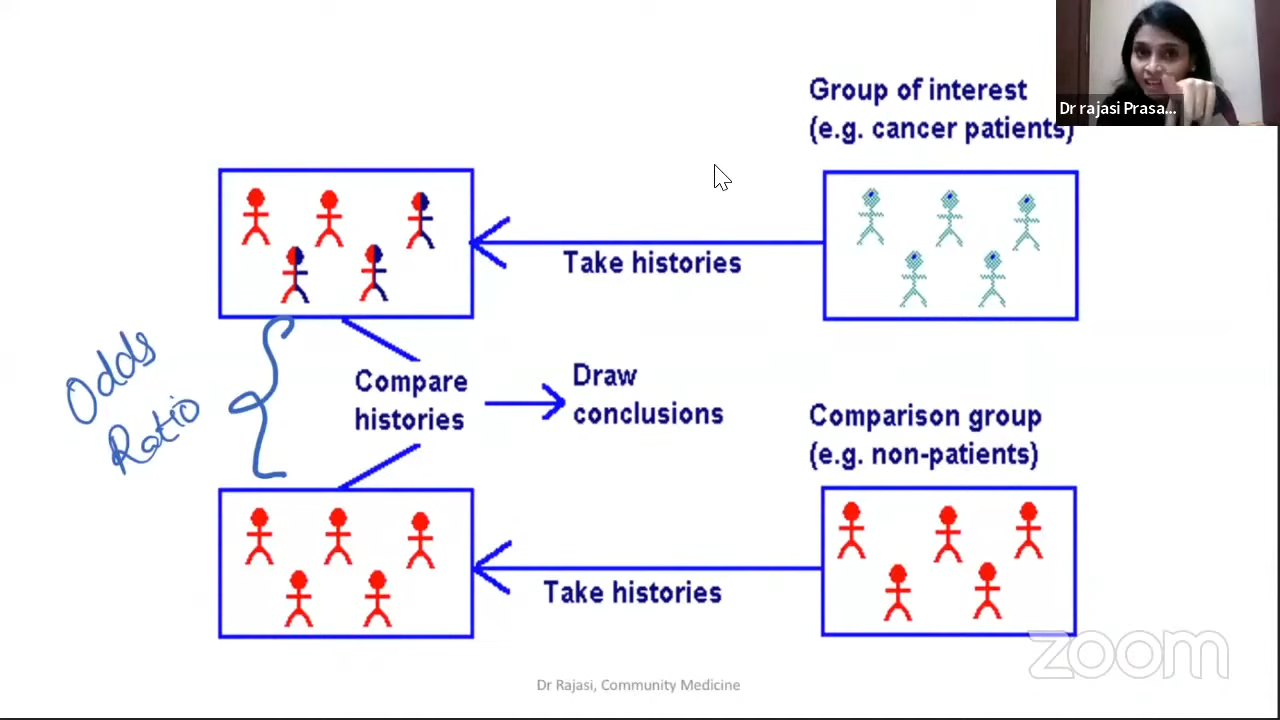 Group of interest
(e.g. cancer patients)
Dr rajasi Prasa...
Take histories
Odds
Ratio
Compare
histories
Draw
conclusions
Comparison group
(e.g. non-patients)
Take histories
zoom
Dr Rajasi, Community Medicine